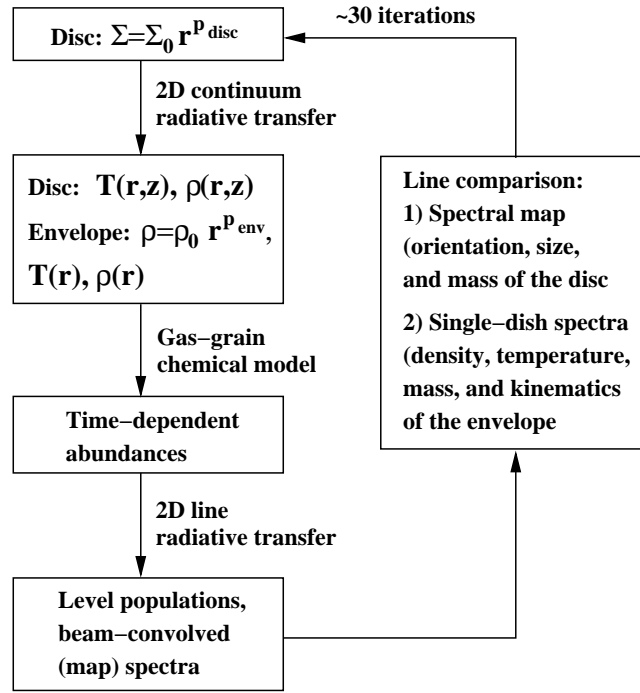 Disc: Σ=Σ₀ r^p disc
~30 iterations
2D continuum
radiative transfer
Disc: T(r,z), ρ(r,z)
Envelope: ρ=ρ₀ r^p env,
T(r), ρ(r)
Gas−grain
chemical model
Time−dependent
abundances
2D line
radiative transfer
Level populations,
beam−convolved
(map) spectra
Line comparison:
1) Spectral map
(orientation, size,
and mass of the disc
2) Single−dish spectra
(density, temperature,
mass, and kinematics
of the envelope